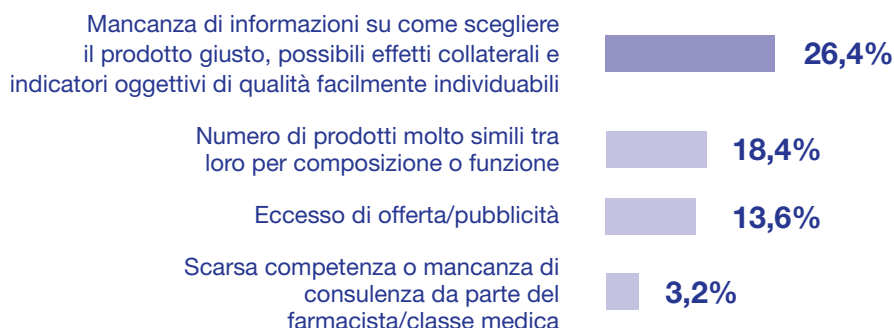 Mancanza di informazioni su come scegliere
il prodotto giusto, possibili effetti collaterali e
indicatori oggettivi di qualità facilmente individuabili
26,4%
Numero di prodotti molto simili tra
loro per composizione o funzione
18,4%
Eccesso di offerta/pubblicità
13,6%
Scarsa competenza o mancanza di
consulenza da parte del
farmacista/classe medica
3,2%